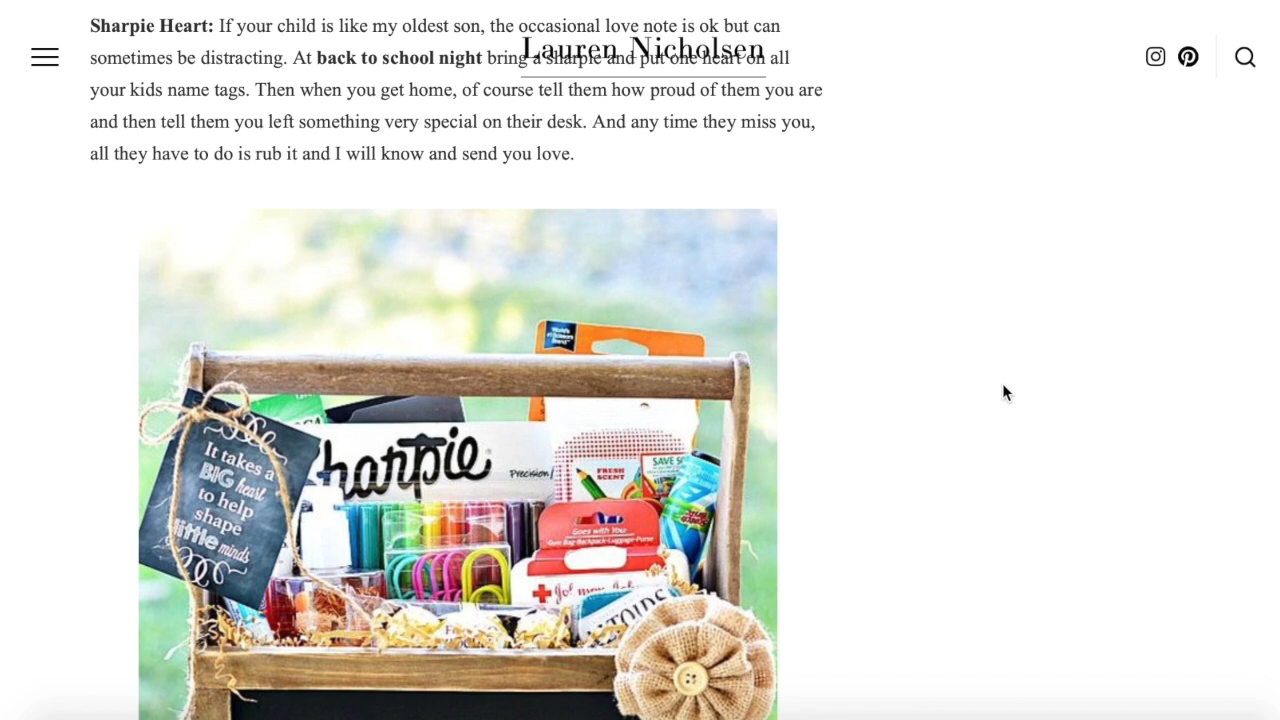 Sharpie Heart: If your child is like my oldest son, the occasional love note is ok but can
Lauren Nicholsen
sometimes be distracting. At back to school night bring a sharpie and put one heart on all
your kids name tags. Then when you get home, of course tell them how proud of them you are
and then tell them you left something very special on their desk. And any time they miss you,
all they have to do is rub it and I will know and send you love.
It takes a
BIG heart
to help
shape
little minds
harpie
Precision
FRESH
SCENT
SAVE
Goes with You:
Gym Bag-Backpack-Luggage-Purse